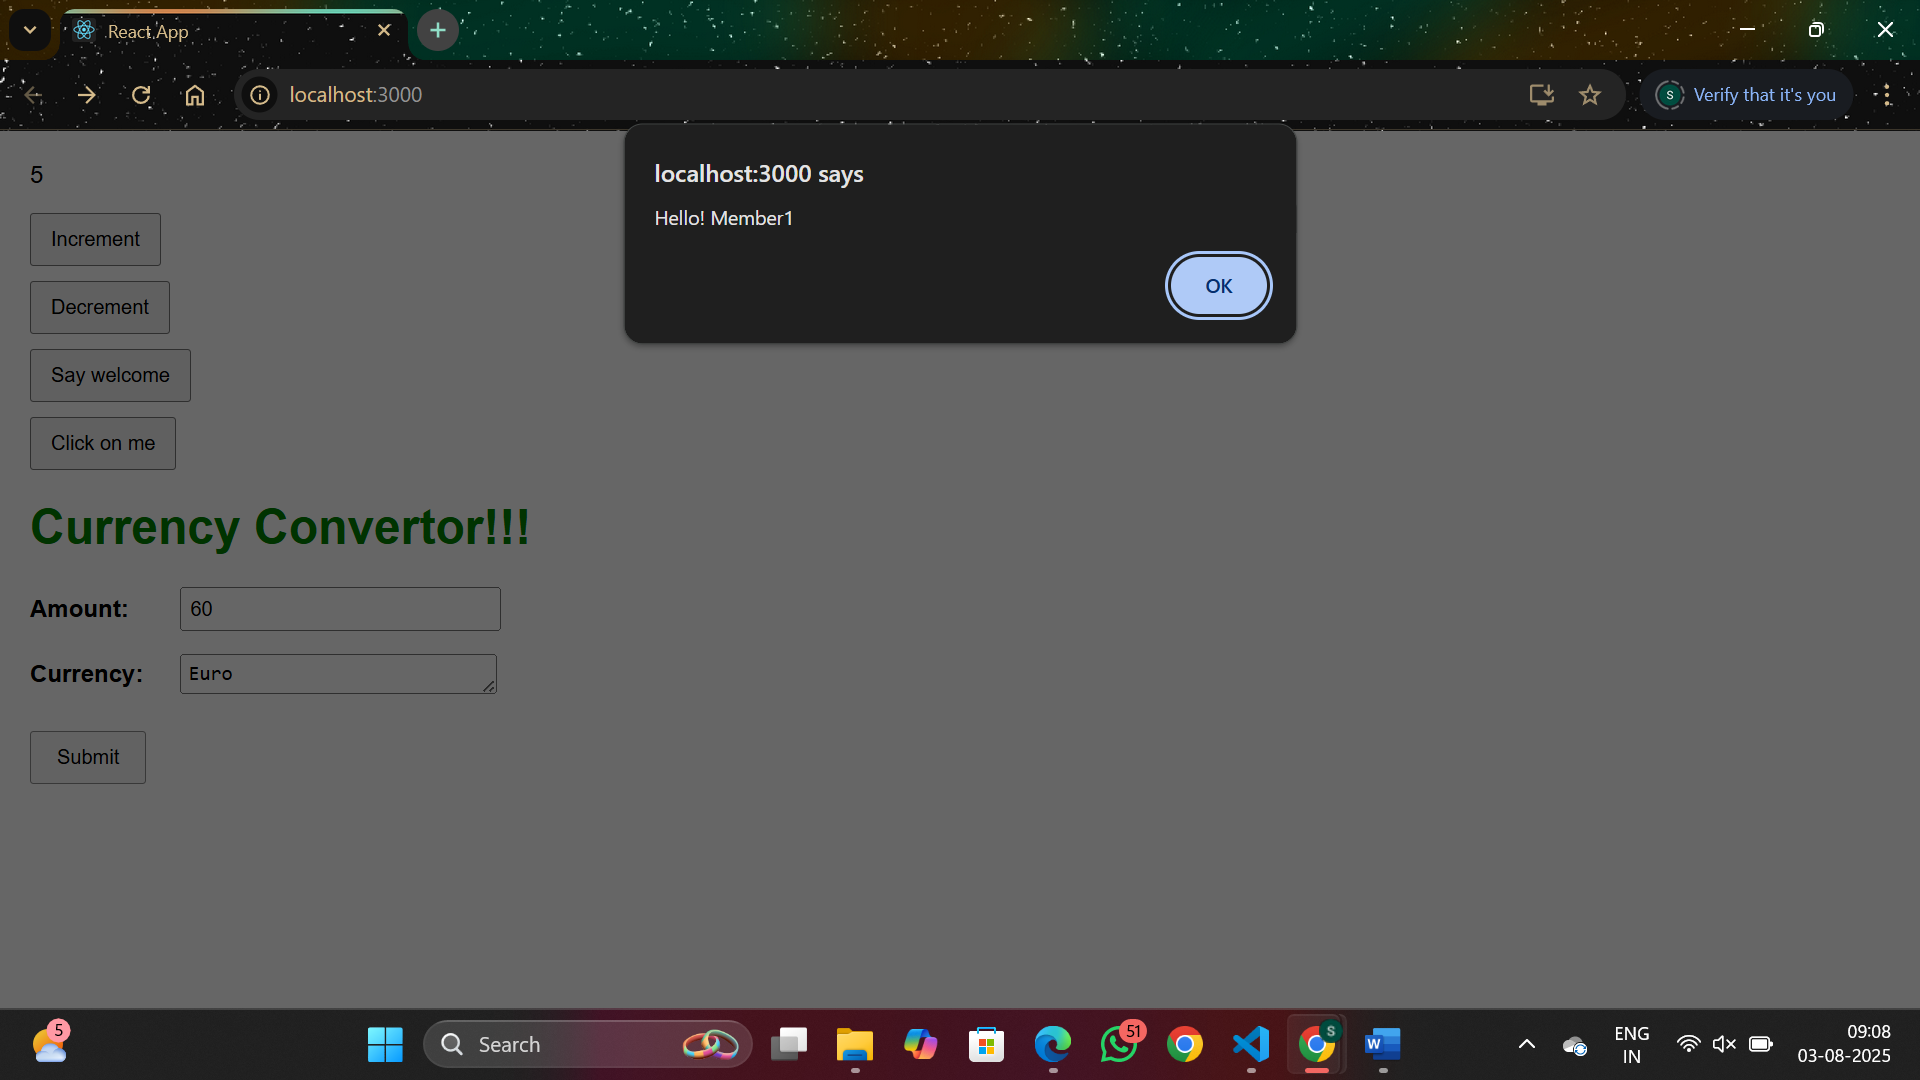 React App
localhost:3000
S
Verify that it's you
localhost:3000 says
Hello! Member1
OK
5
Increment
Decrement
Say welcome
Click on me
Currency Convertor!!!
Amount: 60
Currency: Euro
Submit
5
Search
51
S
W
ENG
IN
09:08
03-08-2025